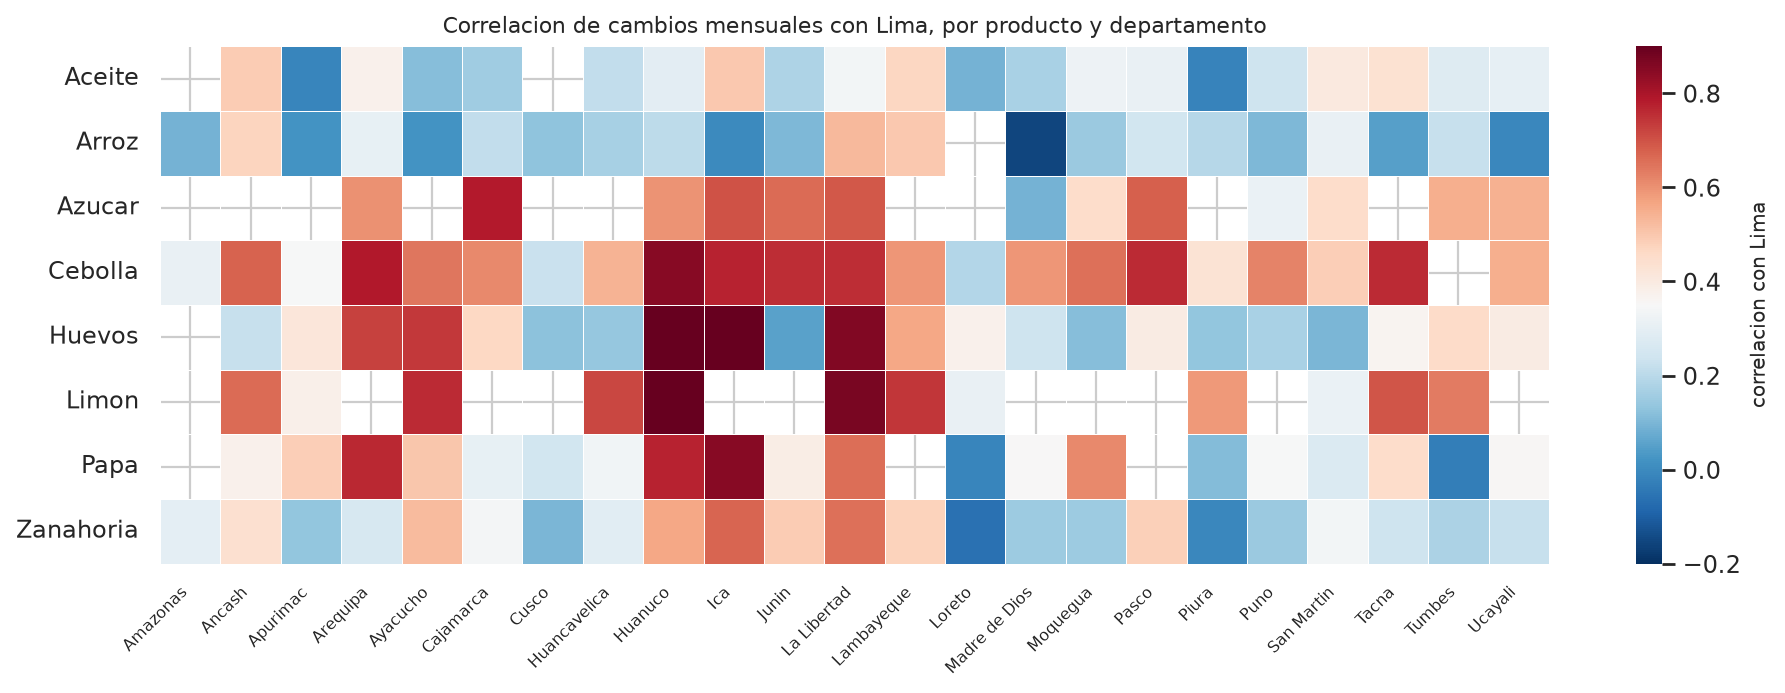 Correlacion de cambios mensuales con Lima, por producto y departamento
Aceite
Arroz
Azucar
Cebolla
Huevos
Limon
Papa
Zanahoria
Amazonas
Ancash
Apurimac
Arequipa
Ayacucho
Cajamarca
Cusco
Huancavelica
Huanuco
Ica
Junin
La Libertad
Lambayeque
Loreto
Madre de Dios
Moquegua
Pasco
Piura
Puno
San Martin
Tacna
Tumbes
Ucayali
0.8
0.6
0.4
0.2
0.0
−0.2
correlacion con Lima